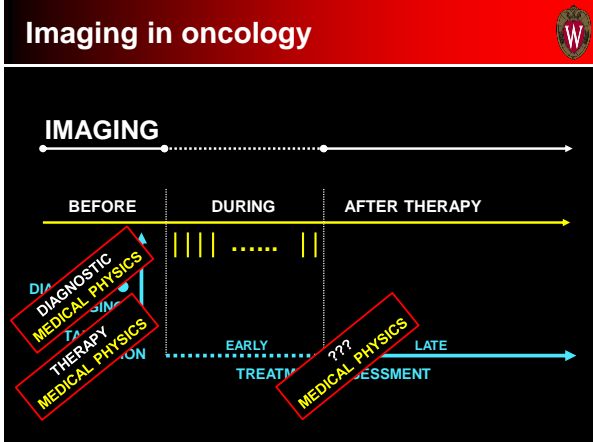 Imaging in oncology
W
IMAGING
BEFORE DURING AFTER THERAPY
......
DIAGNOSTIC
MEDICAL PHYSICS
THERAPY
MEDICAL PHYSICS
EARLY
???
MEDICAL PHYSICS
LATE